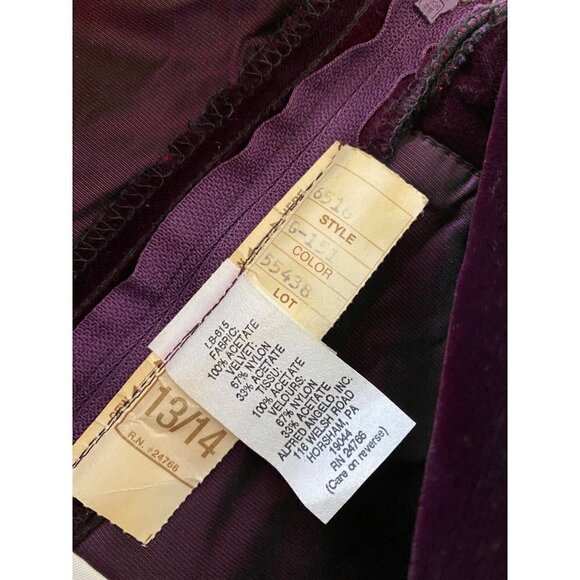 6516
STYLE
G-151
COLOR
55438
LOT
13/14
R.N. #24766
LB-815
FABRIC:
100% ACETATE
VELVET:
67% NYLON
33% ACETATE
TISSU:
100% ACETATE
VELOURS:
67% NYLON
33% ACETATE
ALFRED ANGELO INC.
116 WELSH ROAD
HORSHAM, PA
19044
RN 24766
(Care on reverse)